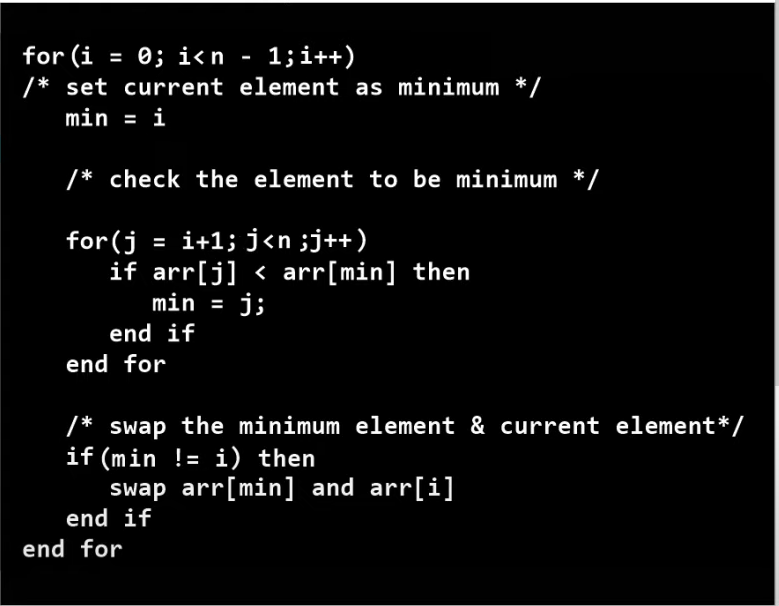 for(i = 0; i<n - 1;i++)
/* set current element as minimum */
min = i
/* check the element to be minimum */
for(j = i+1; j<n ;j++)
if arr[j] < arr[min] then
min = j;
end if
end for
/* swap the minimum element & current element*/
if(min != i) then
swap arr[min] and arr[i]
end if
end for